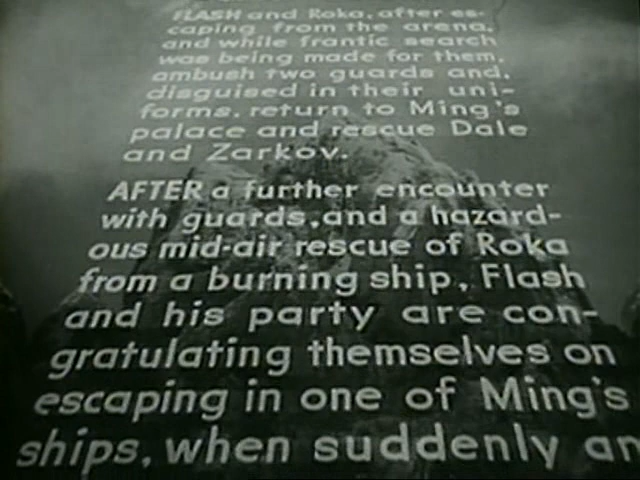 FLASH and Roka, after es-
caping from the arena,
and while frantic search
was being made for them,
ambush two guards and,
disguised in their uni-
forms, return to Ming's
palace and rescue Dale
and Zarkov.
AFTER a further encounter
with guards, and a hazard-
ous mid-air rescue of Roka
from a burning ship, Flash
and his party are con-
gratulating themselves on
escaping in one of Ming's
ships, when suddenly an